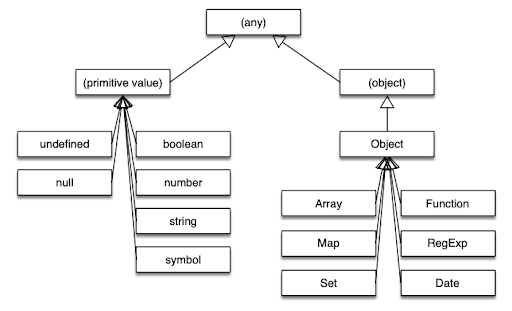 (any)
(primitive value)
(object)
undefined
boolean
Object
null
number
string
symbol
Array
Function
Map
RegExp
Set
Date